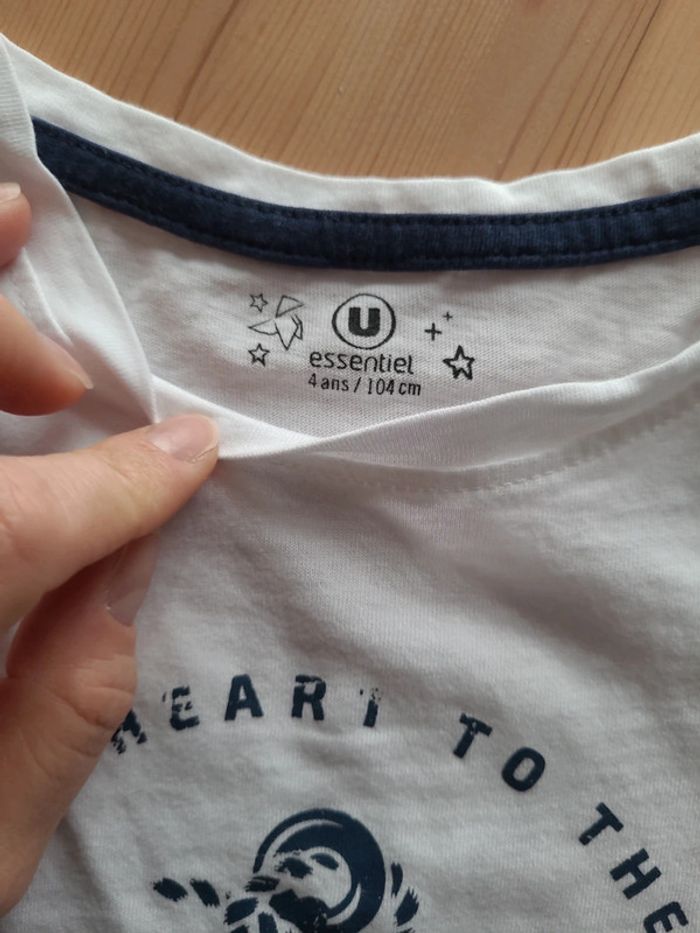 U
essentiel
4 ans / 104 cm
HEART TO THE